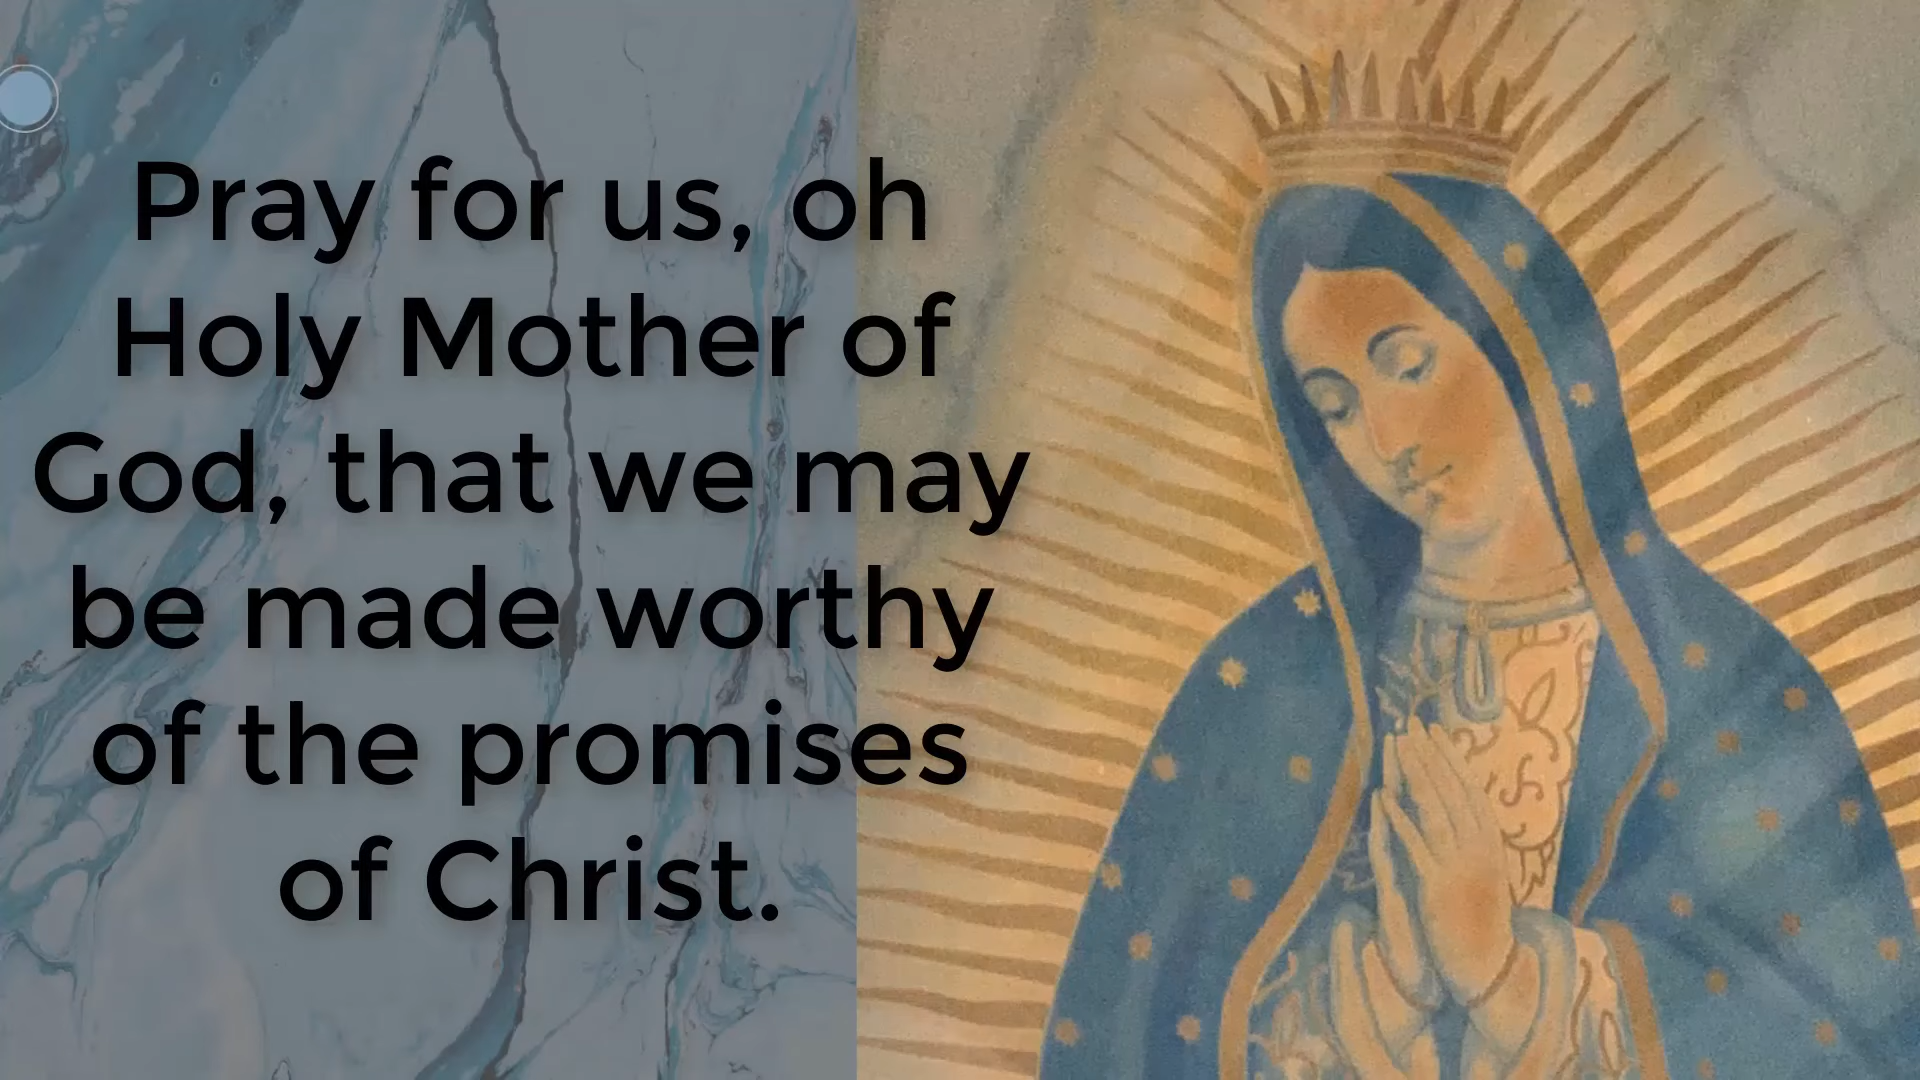 Pray for us, oh
Holy Mother of
God, that we may
be made worthy
of the promises
of Christ.